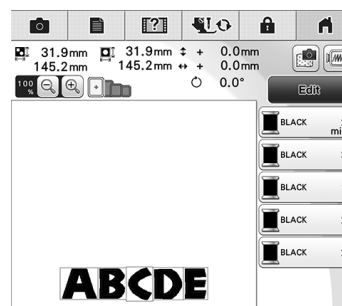 31.9mm 31.9mm + 0.0mm
145.2mm 145.2mm + 0.0mm
100 % 0.0°
Edit
BLACK
mi
BLACK
BLACK
BLACK
BLACK
ABCDE